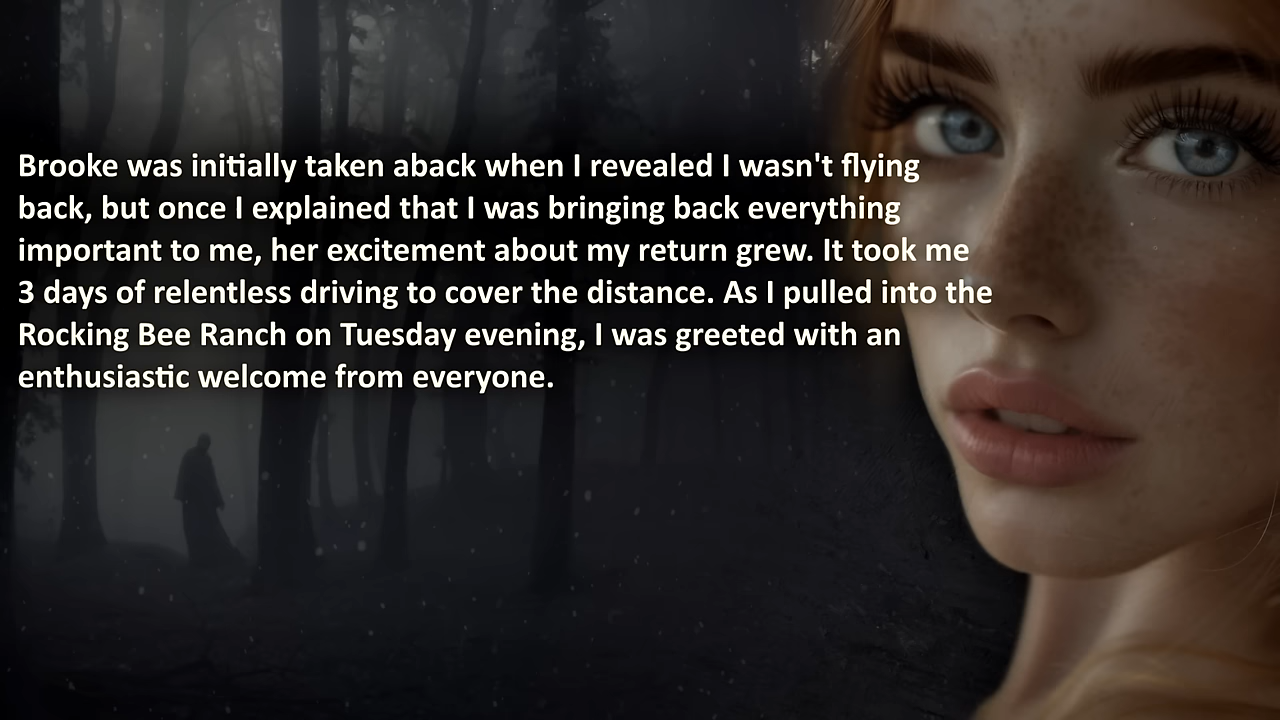 Brooke was initially taken aback when I revealed I wasn't flying
back, but once I explained that I was bringing back everything
important to me, her excitement about my return grew. It took me
3 days of relentless driving to cover the distance. As I pulled into the
Rocking Bee Ranch on Tuesday evening, I was greeted with an
enthusiastic welcome from everyone.